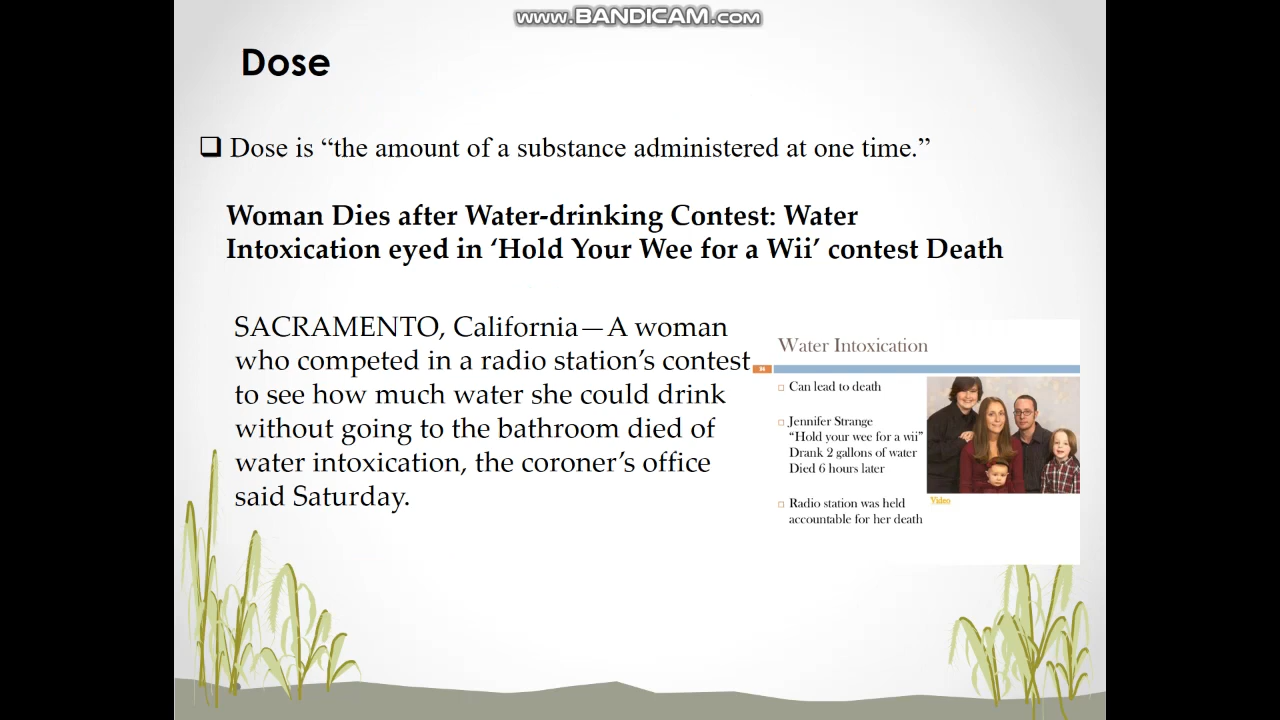 www.BANDICAM.com
Dose
Dose is “the amount of a substance administered at one time.”
Woman Dies after Water-drinking Contest: Water
Intoxication eyed in ‘Hold Your Wee for a Wii’ contest Death
SACRAMENTO, California—A woman
who competed in a radio station’s contest
to see how much water she could drink
without going to the bathroom died of
water intoxication, the coroner’s office
said Saturday.
Water Intoxication
Can lead to death
Jennifer Strange
“Hold your wee for a wii”
Drank 2 gallons of water
Died 6 hours later
Video
Radio station was held
accountable for her death